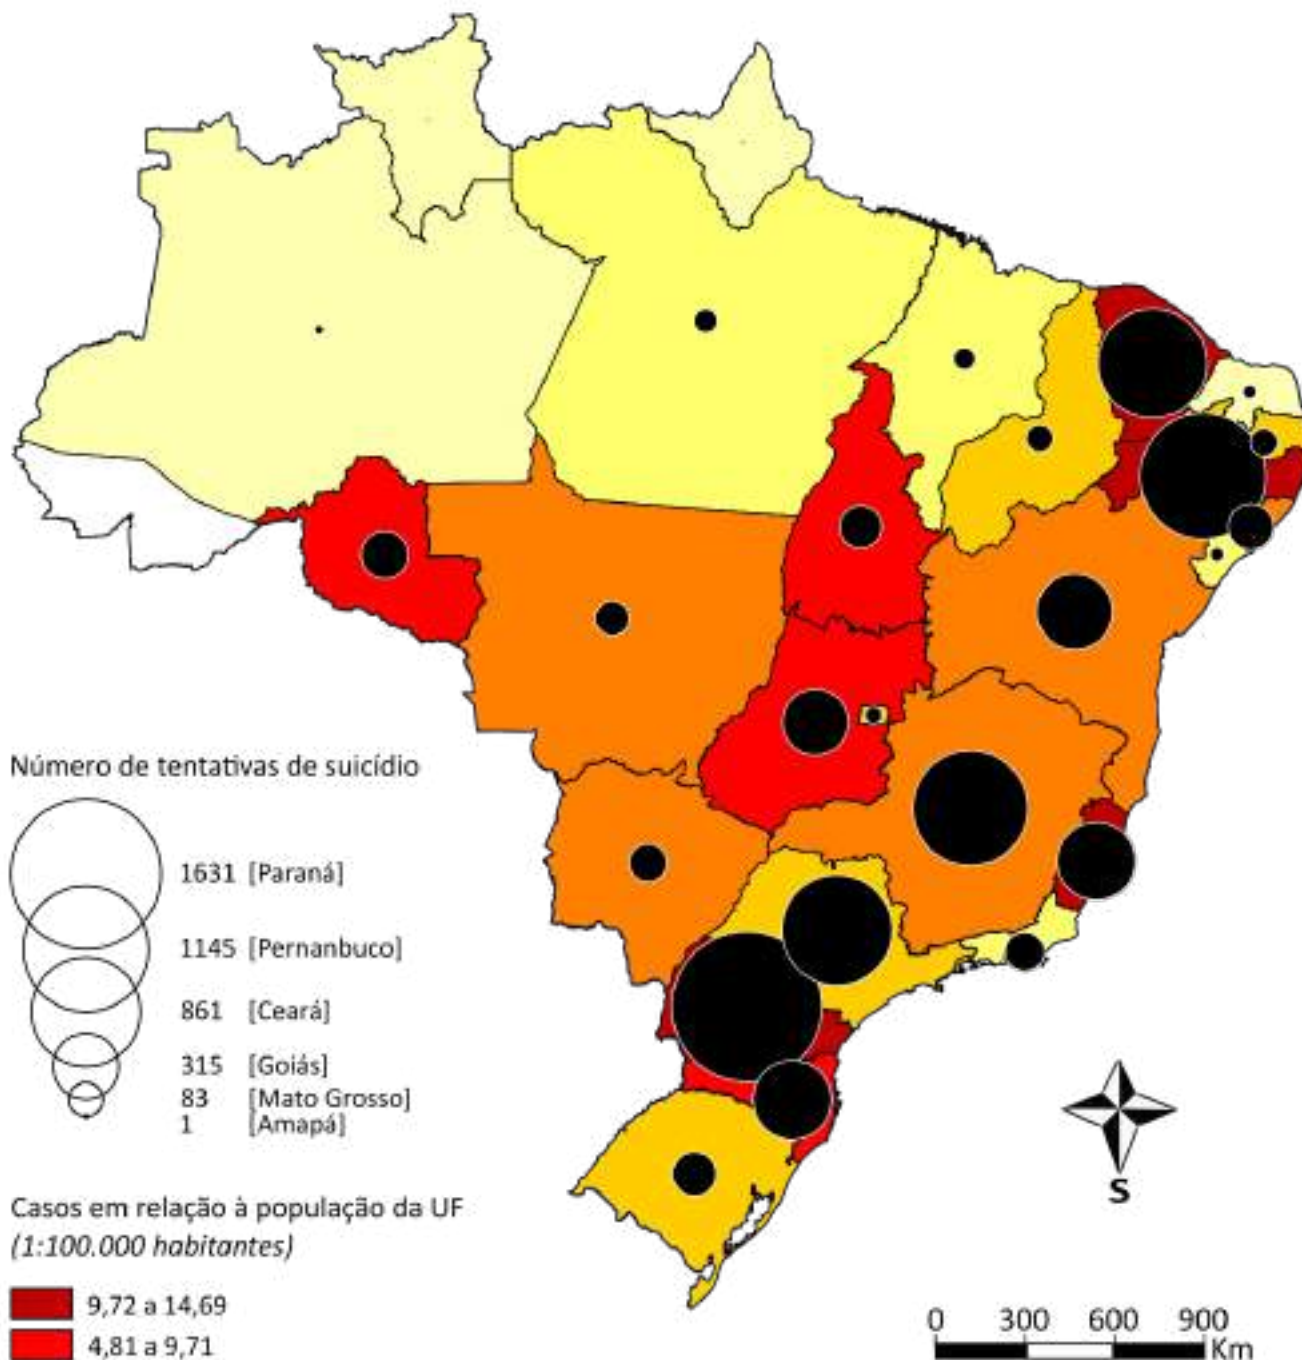 Número de tentativas de suicídio
1631 [Paraná]
1145 [Pernanbuco]
861 [Ceará]
315 [Goiás]
83 [Mato Grosso]
1 [Amapá]
Casos em relação à população da UF
(1:100.000 habitantes)
9,72 a 14,69
4,81 a 9,71
S
0 300 600 900
Km